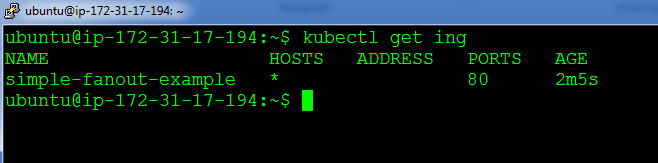 ubuntu@ip-172-31-17-194: ~
ubuntu@ip-172-31-17-194:~$ kubectl get ing
NAME HOSTS ADDRESS PORTS AGE
simple-fanout-example * 80 2m5s
ubuntu@ip-172-31-17-194:~$